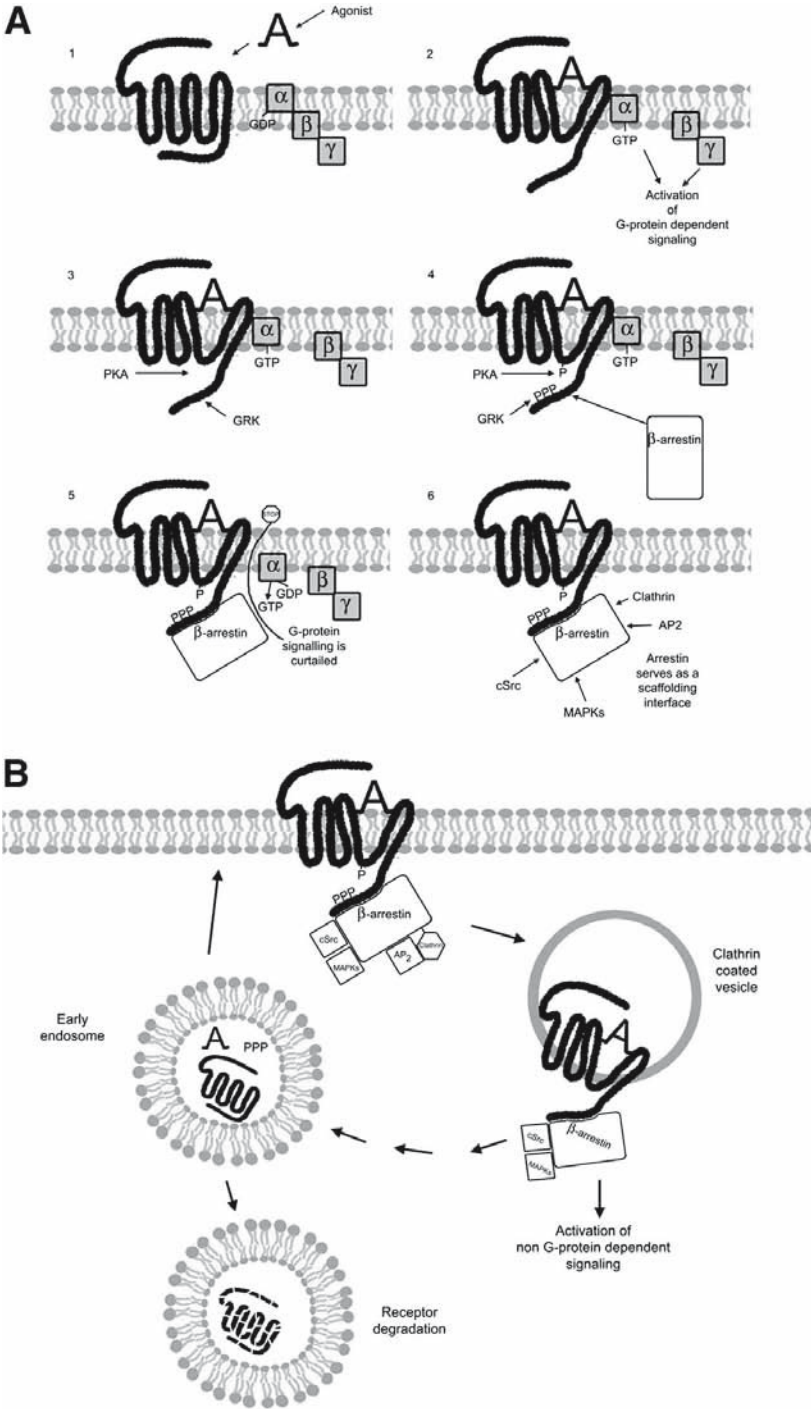 A
1
A
Agonist
α
GDP
β
γ
2
A
α
GTP
β
γ
Activation
of
G-protein dependent
signaling
3
A
α
GTP
β
γ
PKA
GRK
4
A
α
GTP
β
γ
PKA
P
PPP
GRK
β-arrestin
5
A
STOP
α
GDP
GTP
β
γ
P
PPP
β-arrestin
G-protein
signalling is
curtailed
6
A
P
PPP
β-arrestin
Clathrin
AP2
cSrc
MAPKs
Arrestin
serves as a
scaffolding
interface
B
A
P
PPP
β-arrestin
cSrc
MAPKs
AP2
Clathrin
Clathrin
coated
vesicle
A
Early
endosome
A
PPP
cSrc
MAPKs
β-arrestin
Activation of
non G-protein dependent
signaling
Receptor
degradation